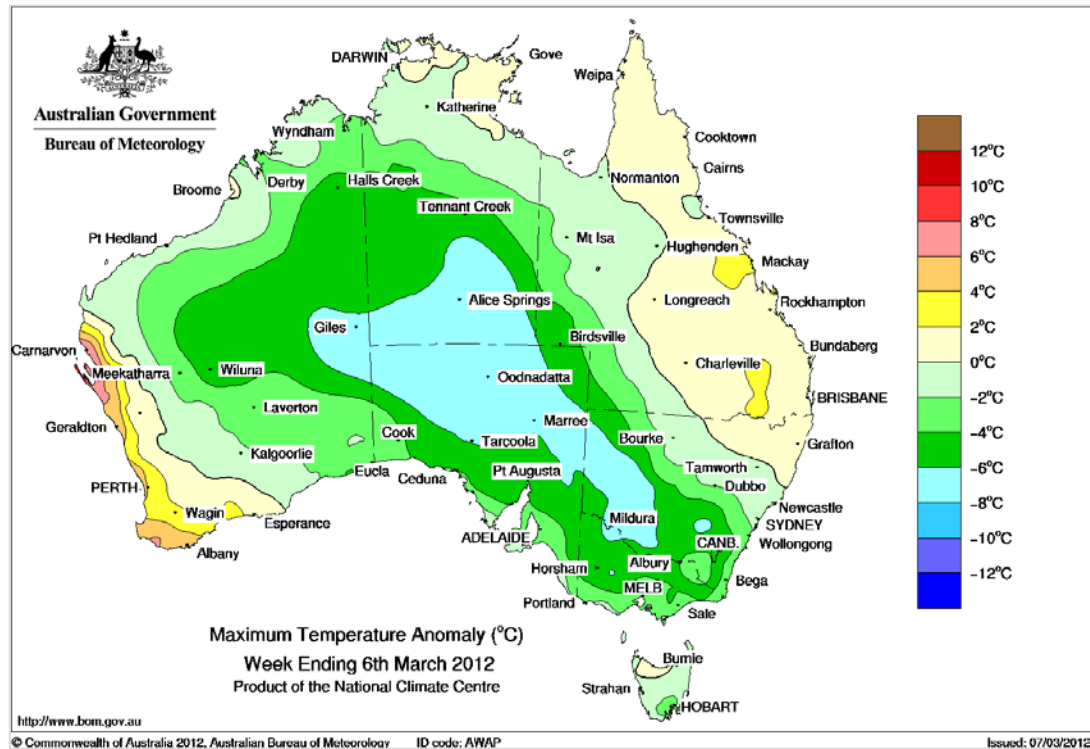 Australian Government
Bureau of Meteorology
DARWIN
Gove
Weipa
Katherine
Wyndham
Cooktown
Cairns
Normanton
Broome
Derby
Halls Creek
Tennant Creek
Townsville
Pt Hedland
Mt Isa
Hughenden
Mackay
Alice Springs
Longreach
Rockhampton
Giles
Birdsville
Bundaberg
Carnarvon
Meekatharra
Wiluna
Oodnadatta
Charleville
BRISBANE
Laverton
Marree
Geraldton
Cook
Tarcoola
Bourke
Grafton
Kalgoorlie
Eucla
Ceduna
Pt Augusta
Tamworth
Dubbo
PERTH
Wagin
Esperance
Newcastle
Mildura
SYDNEY
ADELAIDE
CANB.
Wollongong
Albany
Horsham
Albury
MELB
Bega
Portland
Sale
Burnie
Strahan
HOBART
12°C
10°C
8°C
6°C
4°C
2°C
0°C
-2°C
-4°C
-6°C
-8°C
-10°C
-12°C
Maximum Temperature Anomaly (°C)
Week Ending 6th March 2012
Product of the National Climate Centre
http://www.bom.gov.au
© Commonwealth of Australia 2012, Australian Bureau of Meteorology ID code: AWAP Issued: 07/03/2012